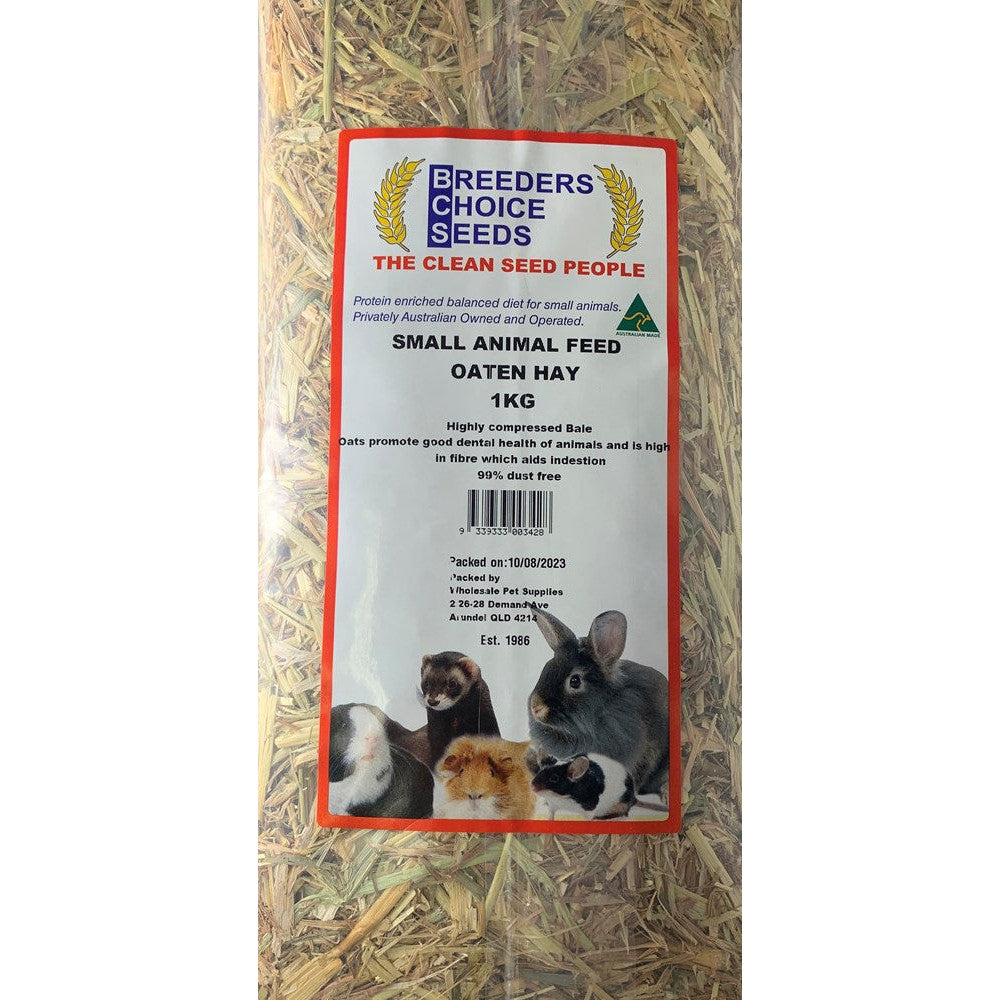 BREEDERS
CHOICE
SEEDS
THE CLEAN SEED PEOPLE
Protein enriched balanced diet for small animals.
Privately Australian Owned and Operated.
AUSTRALIAN MADE
SMALL ANIMAL FEED
OATEN HAY
1KG
Highly compressed Bale
Oats promote good dental health of animals and is high
in fibre which aids indestion
99% dust free
9 339333 003428
Packed on:10/08/2023
Packed by
Wholesale Pet Supplies
2 26-28 Demand Ave
Arundel QLD 4214
Est. 1986